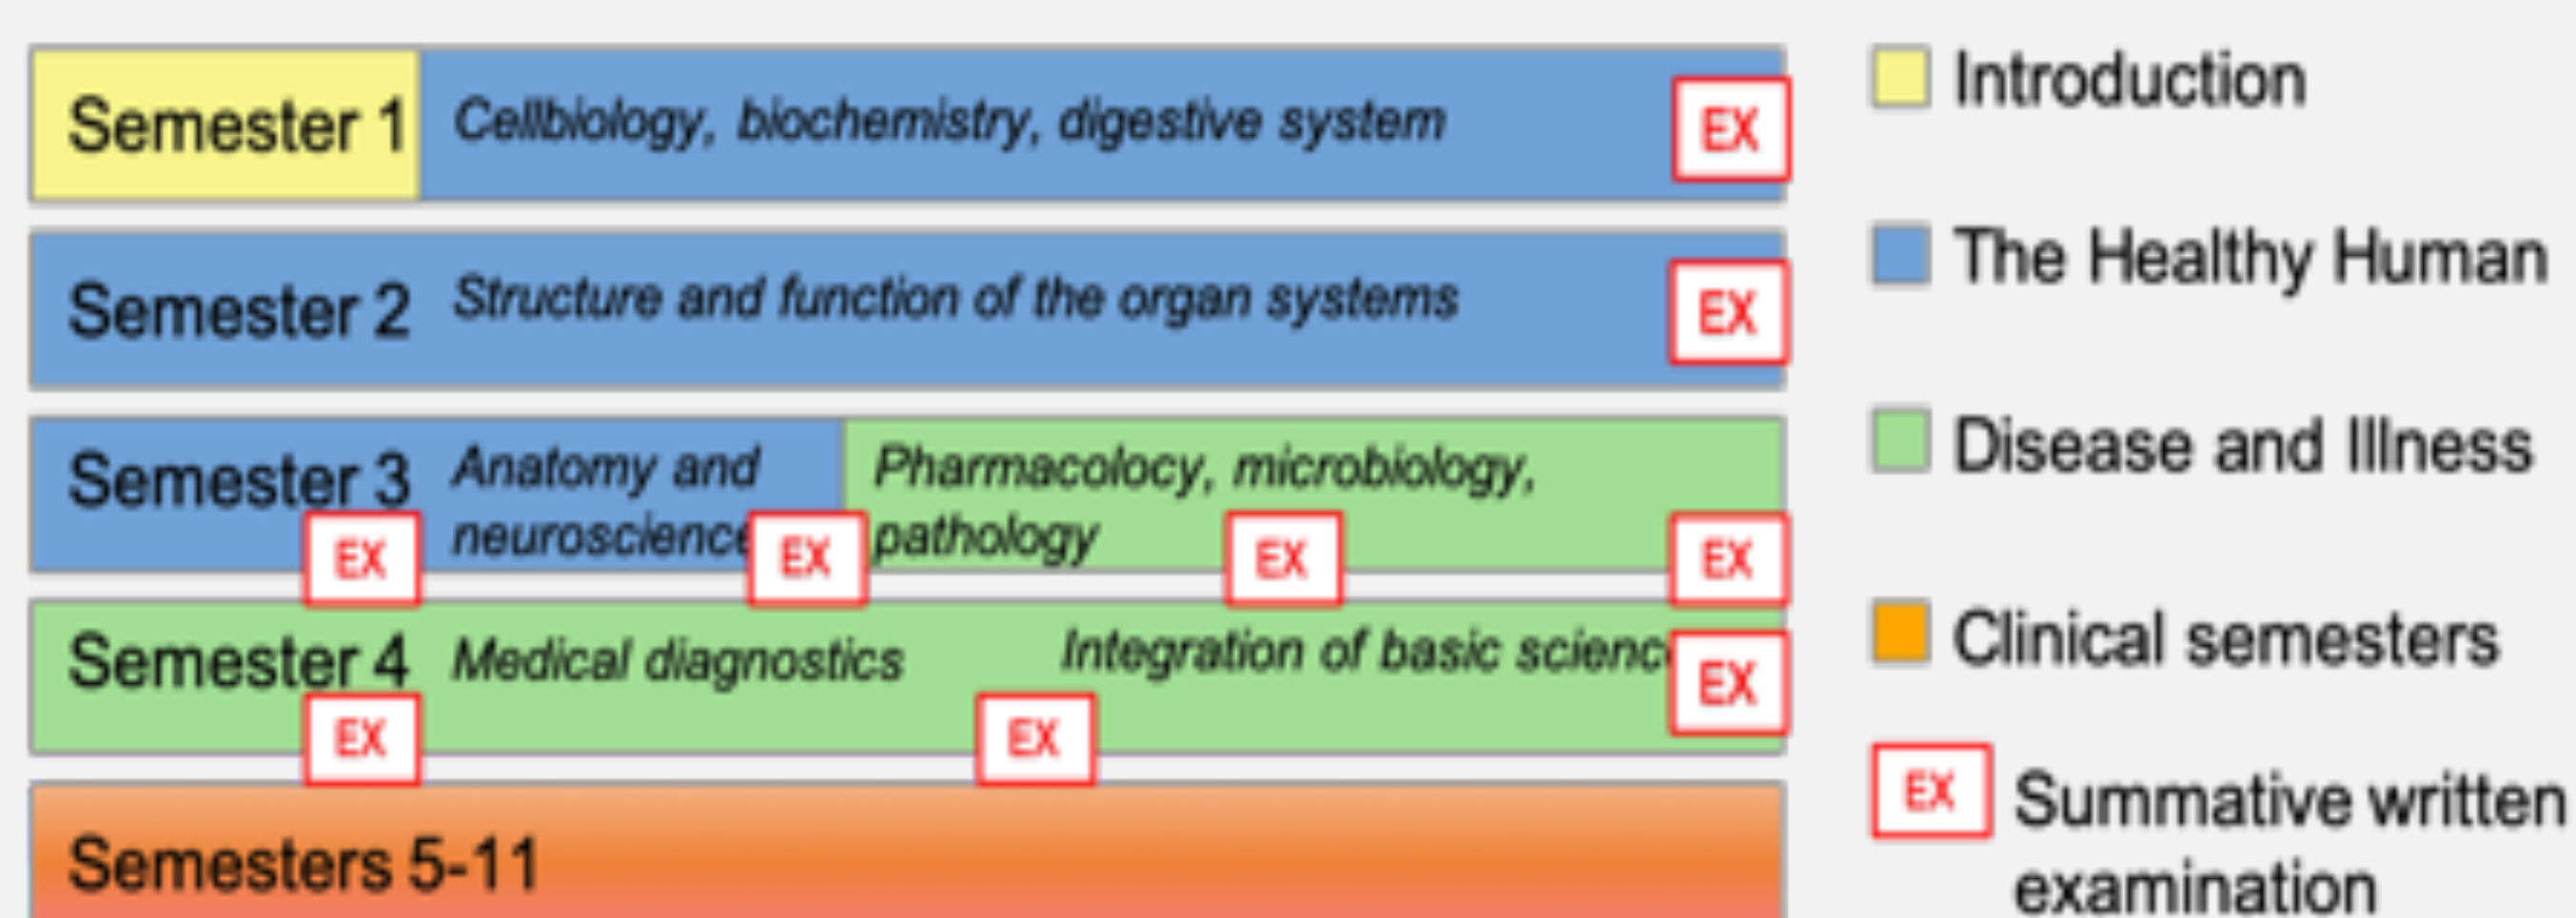 Semester 1
Cellbiology, biochemistry, digestive system
EX
Semester 2
Structure and function of the organ systems
EX
Semester 3
Anatomy and
neuroscience
Pharmacolocy, microbiology,
pathology
EX
EX
EX
EX
Semester 4
Medical diagnostics
Integration of basic scienc
EX
EX
EX
Semesters 5-11
Introduction
The Healthy Human
Disease and Illness
Clinical semesters
EX
Summative written
examination